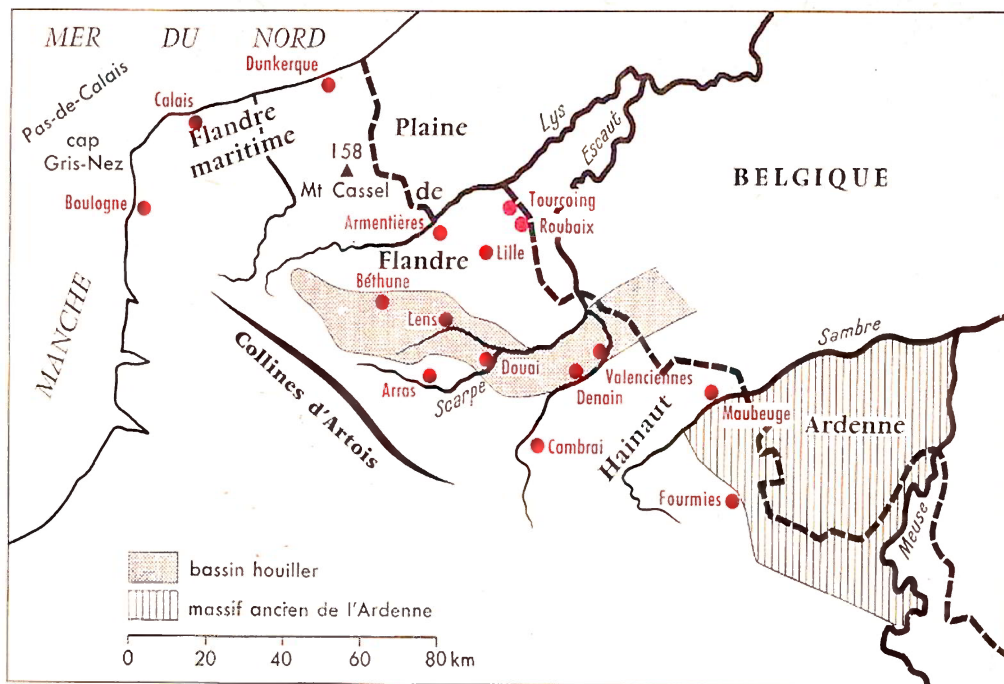 MER DU NORD
Dunkerque
Pas-de-Calais
Calais
Flandre
maritime
cap
Gris-Nez
Plaine
158
Mt Cassel
de
Lys
Escaut
BELGIQUE
Boulogne
Armentières
Tourcoing
Roubaix
Lille
Flandre
Béthune
Lens
MANCHE
Collines d'Artois
Arras
Scarpe
Douai
Denain
Valenciennes
Sambre
Maubeuge
Ardenne
Hainaut
Cambrai
Fourmies
Meuse
bassin houiller
massif ancien de l'Ardenne
0 20 40 60 80 km